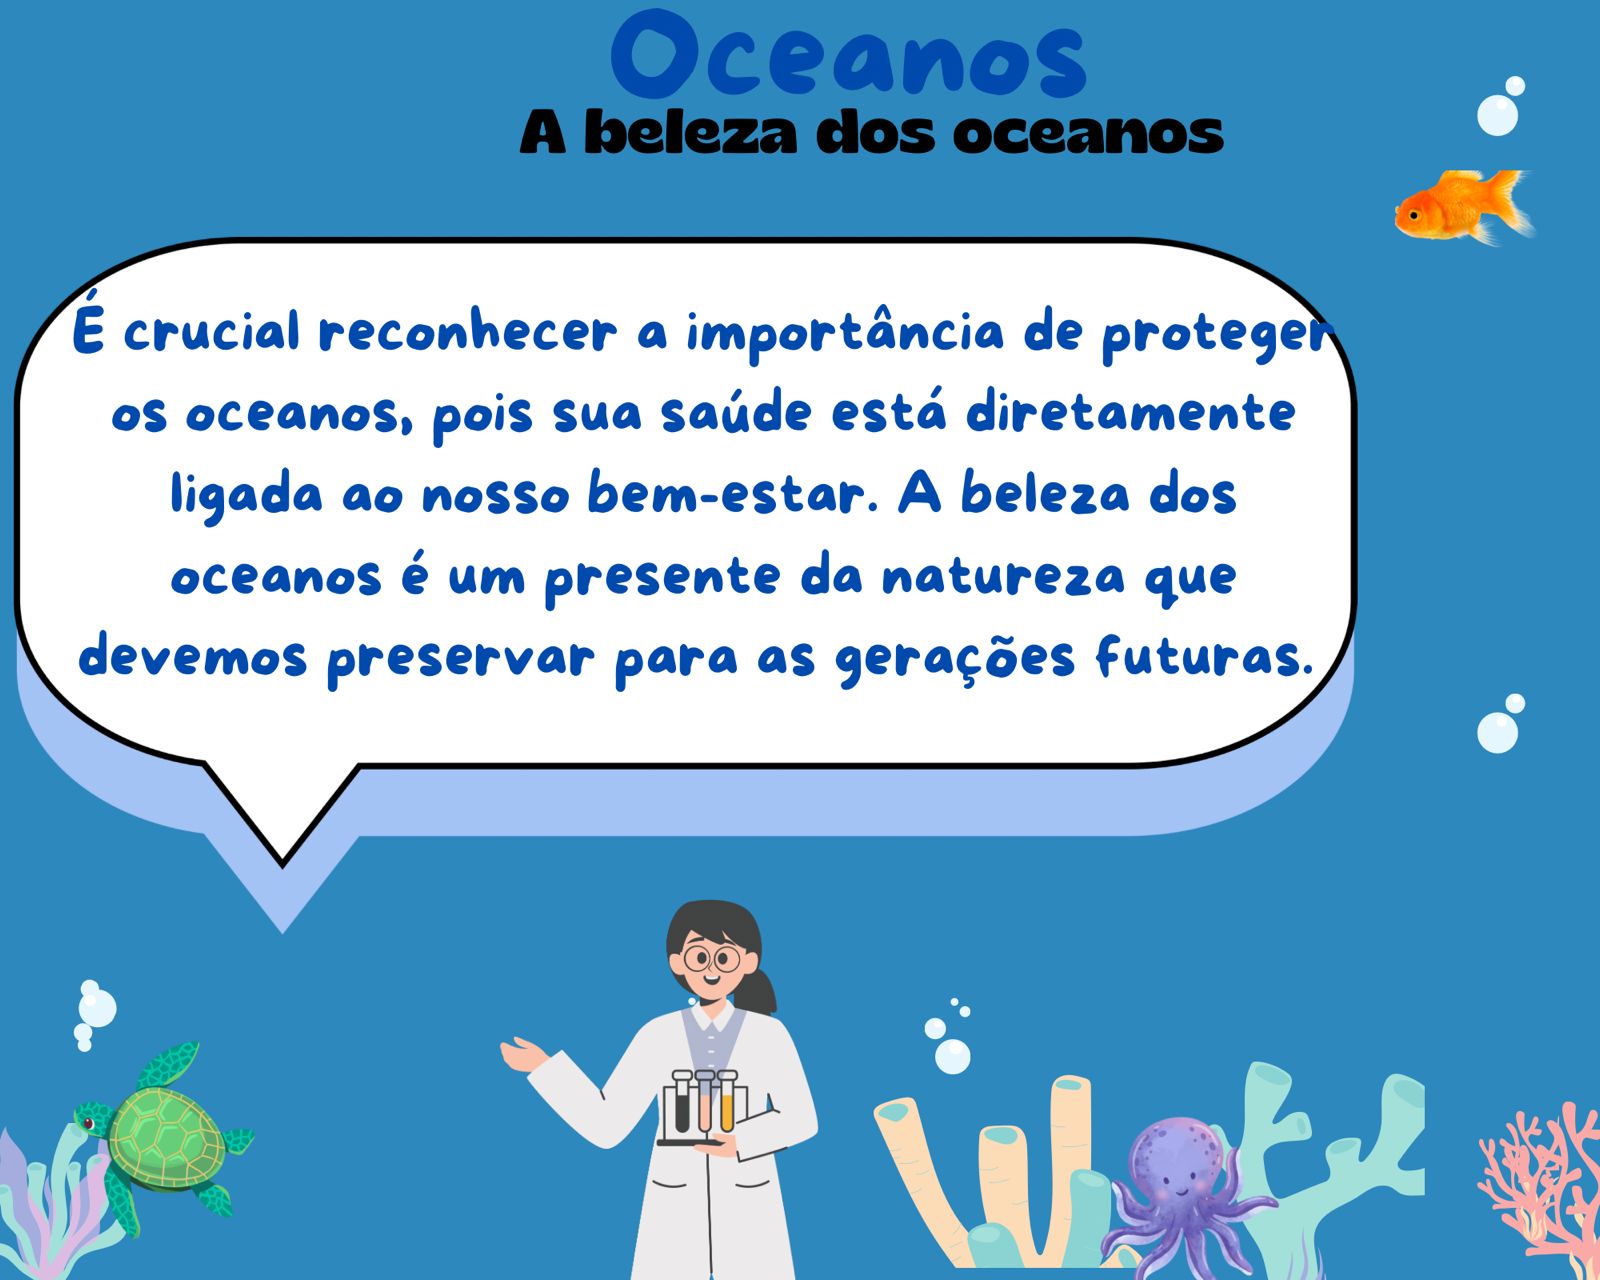 Oceanos
A beleza dos oceanos
É crucial reconhecer a importância de proteger
os oceanos, pois sua saúde está diretamente
ligada ao nosso bem-estar. A beleza dos
oceanos é um presente da natureza que
devemos preservar para as gerações futuras.